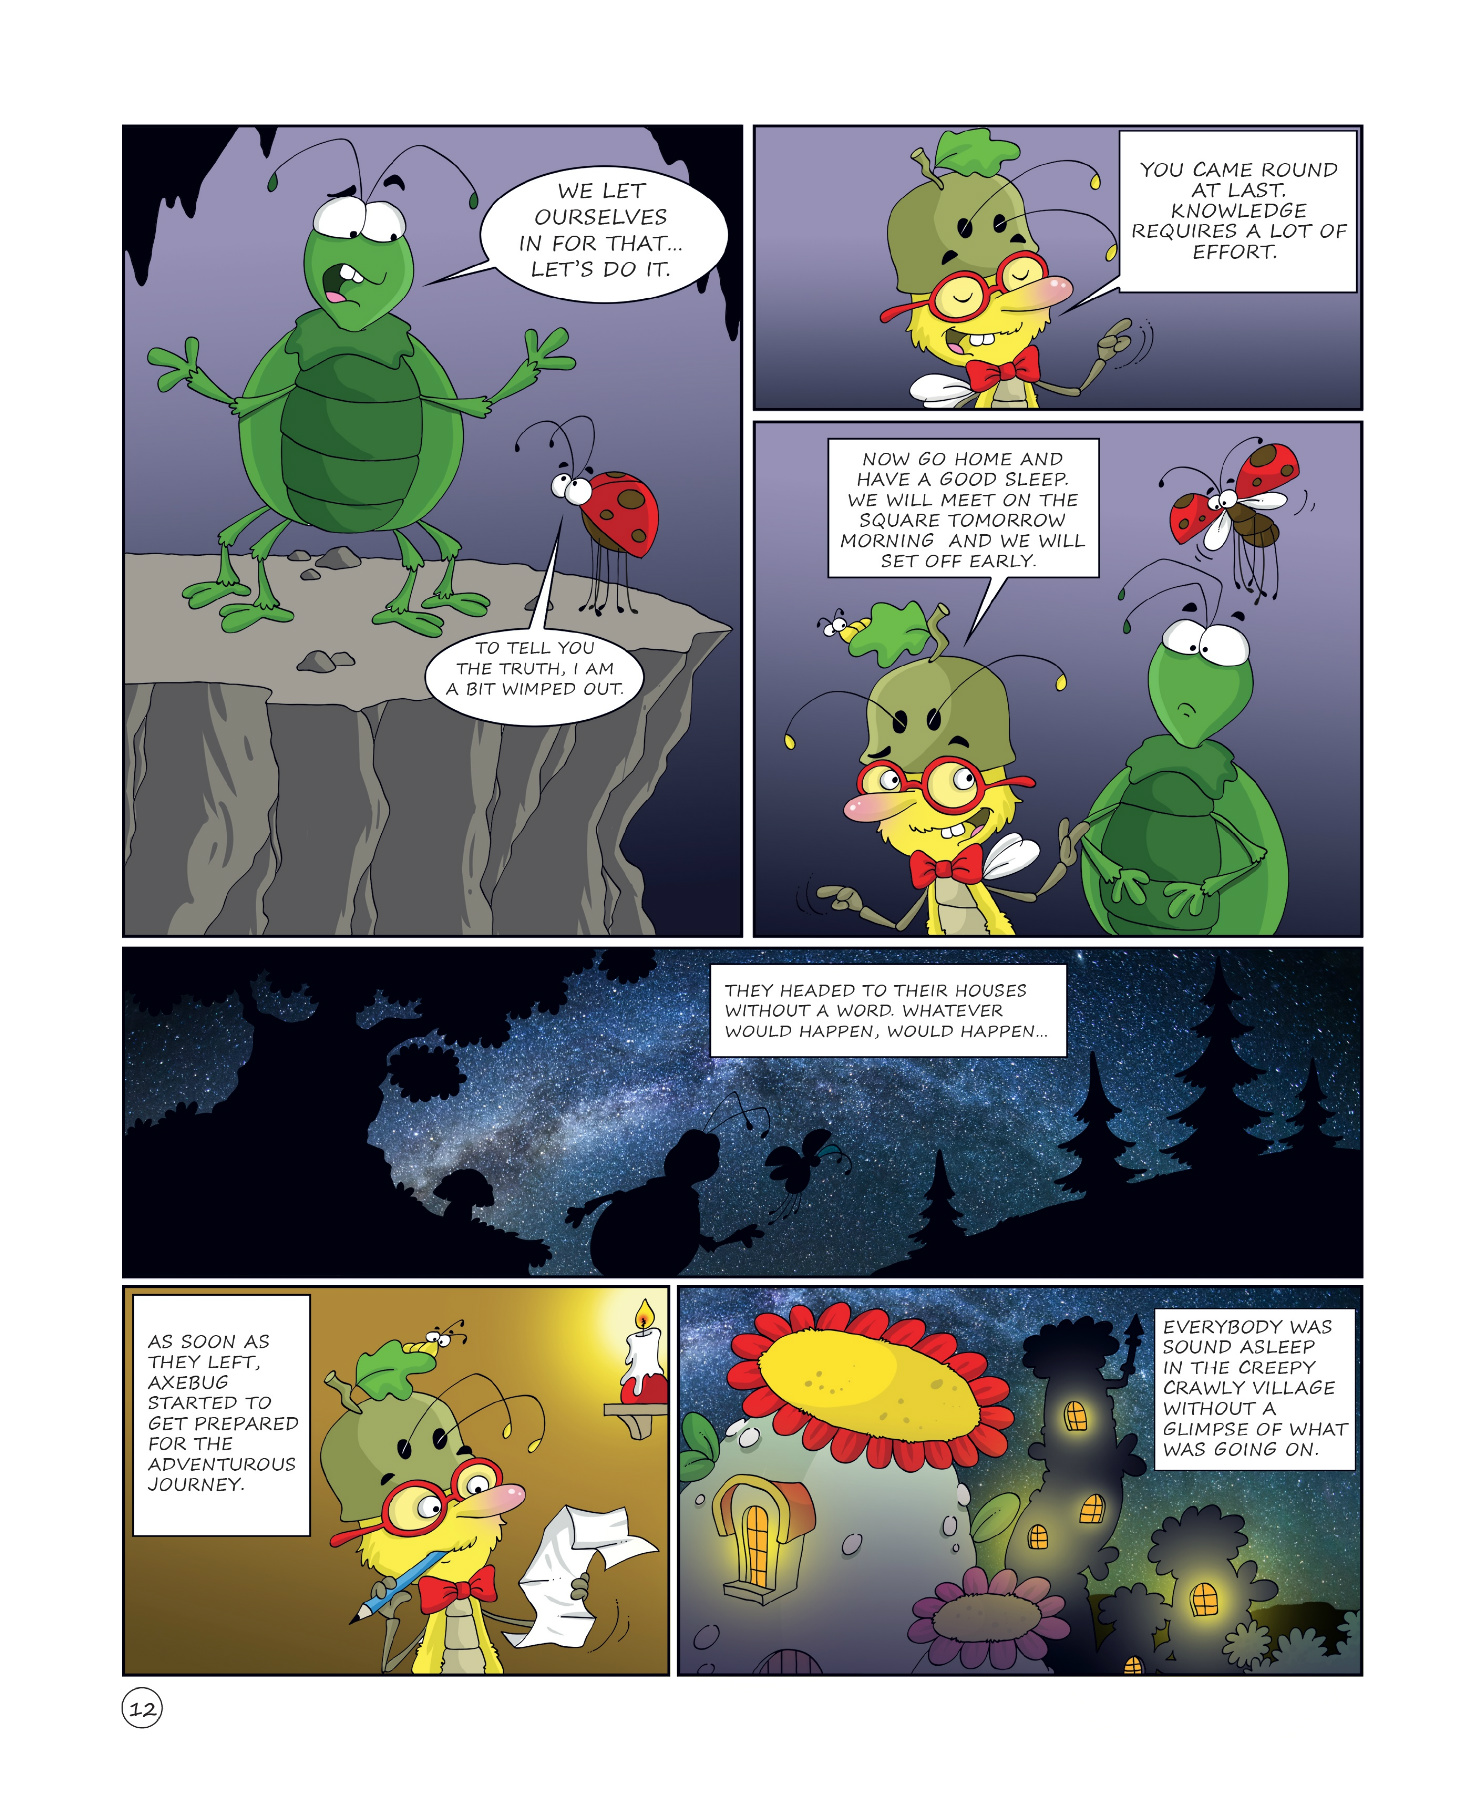 WE LET
OURSELVES
IN FOR THAT...
LET'S DO IT.
TO TELL YOU
THE TRUTH, I AM
A BIT WIMPED OUT.
YOU CAME ROUND
AT LAST.
KNOWLEDGE
REQUIRES A LOT OF
EFFORT.
NOW GO HOME AND
HAVE A GOOD SLEEP.
WE WILL MEET ON THE
SQUARE TOMORROW
MORNING AND WE WILL
SET OFF EARLY.
THEY HEADED TO THEIR HOUSES
WITHOUT A WORD. WHATEVER
WOULD HAPPEN, WOULD HAPPEN...
AS SOON AS
THEY LEFT,
AXEBUG
STARTED TO
GET PREPARED
FOR THE
ADVENTUROUS
JOURNEY.
EVERYBODY WAS
SOUND ASLEEP
IN THE CREEPY
CRAWLY VILLAGE
WITHOUT A
GLIMPSE OF WHAT
WAS GOING ON.
12